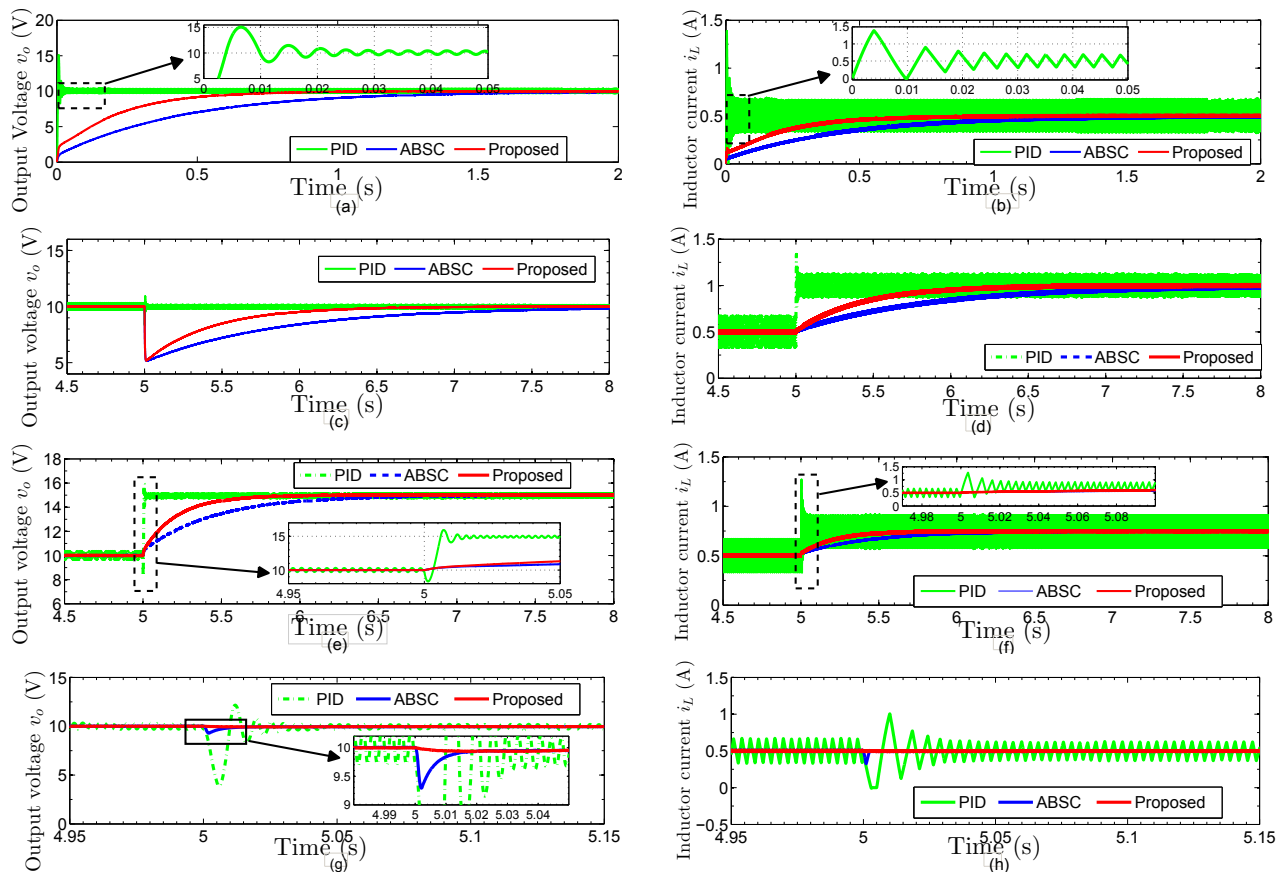 Output Voltage v_o (V)
20
15
10
5
0
15
10
5
0 0.01 0.02 0.03 0.04 0.05
PID ABSC Proposed
0 0.5 1 1.5 2
Time (s)
(a)
Inductor current i_L (A)
1.5
1
0.5
0
1.5
1
0.5
0
0 0.01 0.02 0.03 0.04 0.05
PID ABSC Proposed
0 0.5 1 1.5 2
Time (s)
(b)
Output voltage v_o (V)
15
10
5
PID ABSC Proposed
4.5 5 5.5 6 6.5 7 7.5 8
Time (s)
(c)
Inductor current i_L (A)
1.5
1
0.5
0
PID ABSC Proposed
4.5 5 5.5 6 6.5 7 7.5 8
Time (s)
(d)
Output voltage v_o (V)
18
16
14
12
10
8
6
PID ABSC Proposed
15
10
4.95 5 5.05
4.5 5 5.5 6 6.5 7 7.5 8
Time (s)
(e)
Inductor current i_L (A)
1.5
1
0.5
0
1.5
1
0.5
0
4.98 5 5.02 5.04 5.06 5.08
PID ABSC Proposed
4.5 5 5.5 6 6.5 7 7.5 8
Time (s)
(f)
Output voltage v_o (V)
15
10
5
0
PID ABSC Proposed
10
9.5
9
4.99 5 5.01 5.02 5.03 5.04
4.95 5 5.05 5.1 5.15
Time (s)
(g)
Inductor current i_L (A)
1.5
1
0.5
0
−0.5
PID ABSC Proposed
4.95 5 5.05 5.1 5.15
Time (s)
(h)